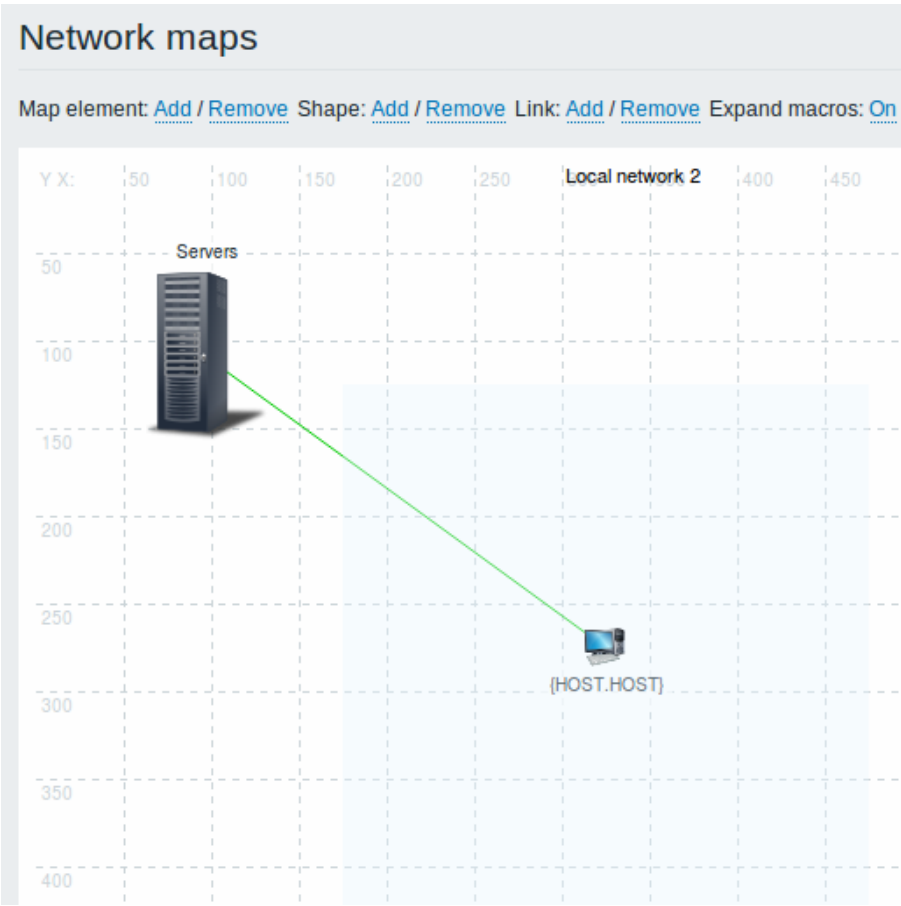 Network maps
Map element: Add / Remove Shape: Add / Remove Link: Add / Remove Expand macros: On
Y X: 50 100 150 200 250 Local network 2 400 450
Servers
50
100
150
200
250
{HOST.HOST}
300
350
400